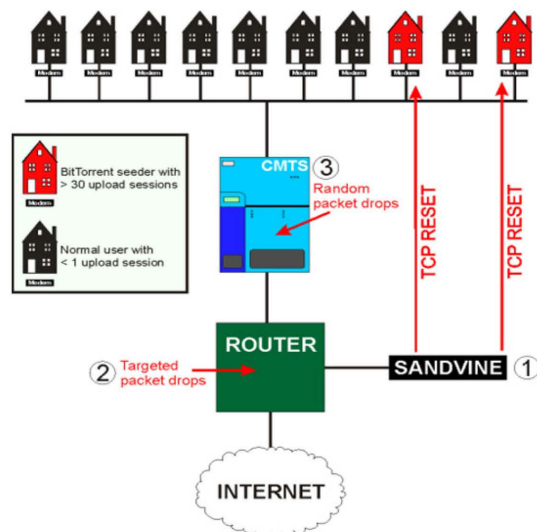 Modem
Modem
Modem
Modem
Modem
Modem
Modem
Modem
Modem
Modem
BitTorrent seeder with
> 30 upload sessions
Modem
Normal user with
< 1 upload session
Modem
CMTS
3
Random
packet drops
TCP RESET
TCP RESET
ROUTER
2
Targeted
packet drops
SANDVINE
1
INTERNET